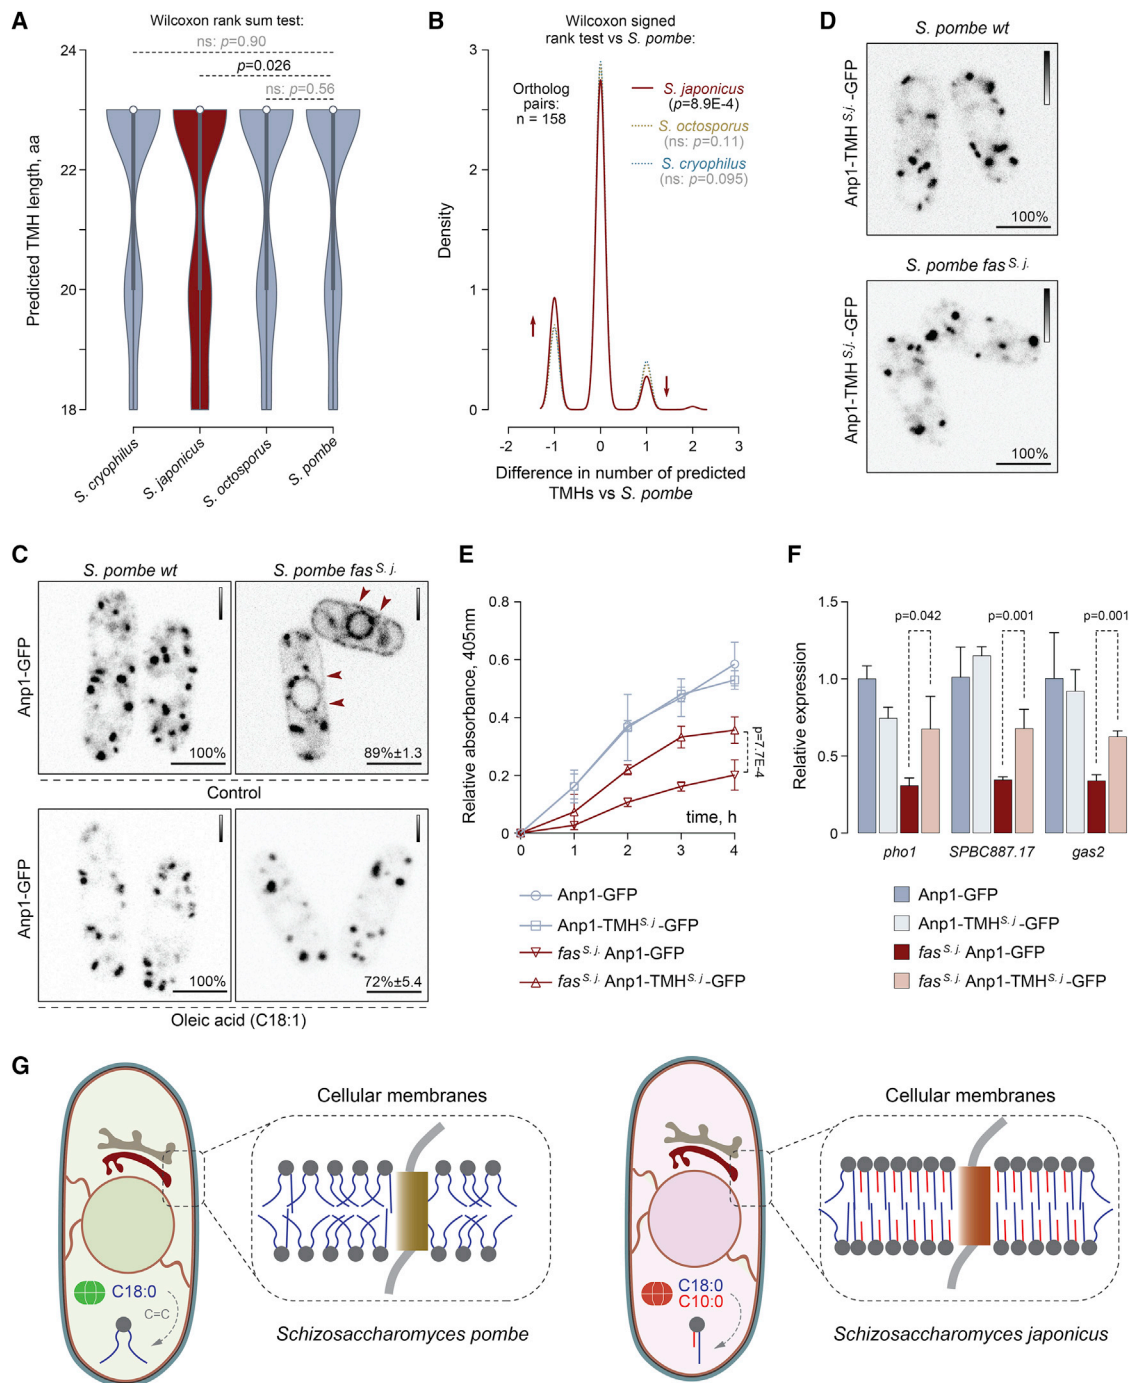 A
Wilcoxon rank sum test:
ns: p=0.90
p=0.026
ns: p=0.56
24
22
20
18
Predicted TMH length, aa
S. cryophilus
S. japonicus
S. octosporus
S. pombe
B
Wilcoxon signed
rank test vs S. pombe:
3
2
1
0
Density
Ortholog
pairs:
n = 158
S. japonicus
(p=8.9E-4)
S. octosporus
(ns: p=0.11)
S. cryophilus
(ns: p=0.095)
-2
-1
0
1
2
3
Difference in number of predicted
TMHs vs S. pombe
D
S. pombe wt
Anp1-TMH S.j.-GFP
100%
S. pombe fas S. j.
Anp1-TMH S.j.-GFP
100%
C
S. pombe wt
S. pombe fas S. j.
Anp1-GFP
100%
89%±1.3
Control
Anp1-GFP
100%
72%±5.4
Oleic acid (C18:1)
E
0.8
0.6
0.4
0.2
0
Relative absorbance, 405nm
p=7.7E-4
time, h
0
1
2
3
4
Anp1-GFP
Anp1-TMH S. j.-GFP
fas S. j. Anp1-GFP
fas S. j. Anp1-TMH S. j.-GFP
F
1.5
1.0
0.5
0
Relative expression
p=0.042
p=0.001
p=0.001
pho1
SPBC887.17
gas2
Anp1-GFP
Anp1-TMH S. j.-GFP
fas S. j. Anp1-GFP
fas S. j. Anp1-TMH S. j.-GFP
G
Cellular membranes
C18:0
C=C
Schizosaccharomyces pombe
Cellular membranes
C18:0
C10:0
Schizosaccharomyces japonicus